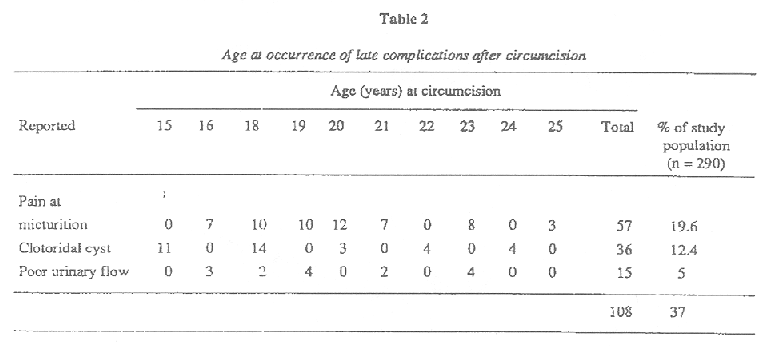 Table 2
Age at occurrence of late complications after circumcision
Age (years) at circumcision
Reported 15 16 18 19 20 21 22 23 24 25 Total % of study
population
(n = 290)
Pain at
micturition 0 7 10 10 12 7 0 8 0 3 57 19.6
Clotoridal cyst 11 0 14 0 3 0 4 0 4 0 36 12.4
Poor urinary flow 0 3 2 4 0 2 0 4 0 0 15 5
108 37